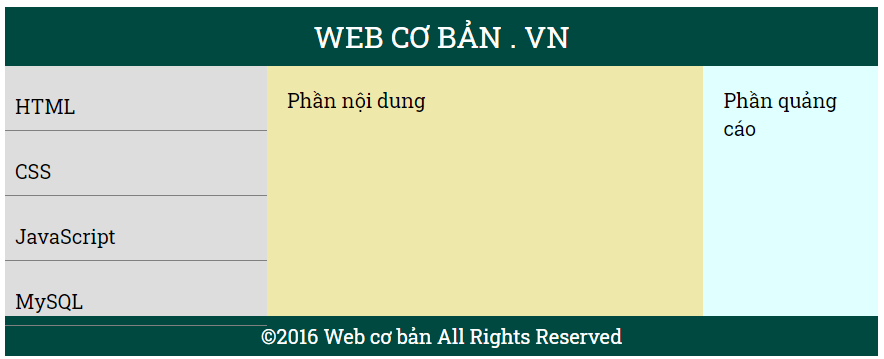 WEB CƠ BẢN . VN
HTML
CSS
JavaScript
MySQL
Phần nội dung
Phần quảng
cáo
©2016 Web cơ bản All Rights Reserved